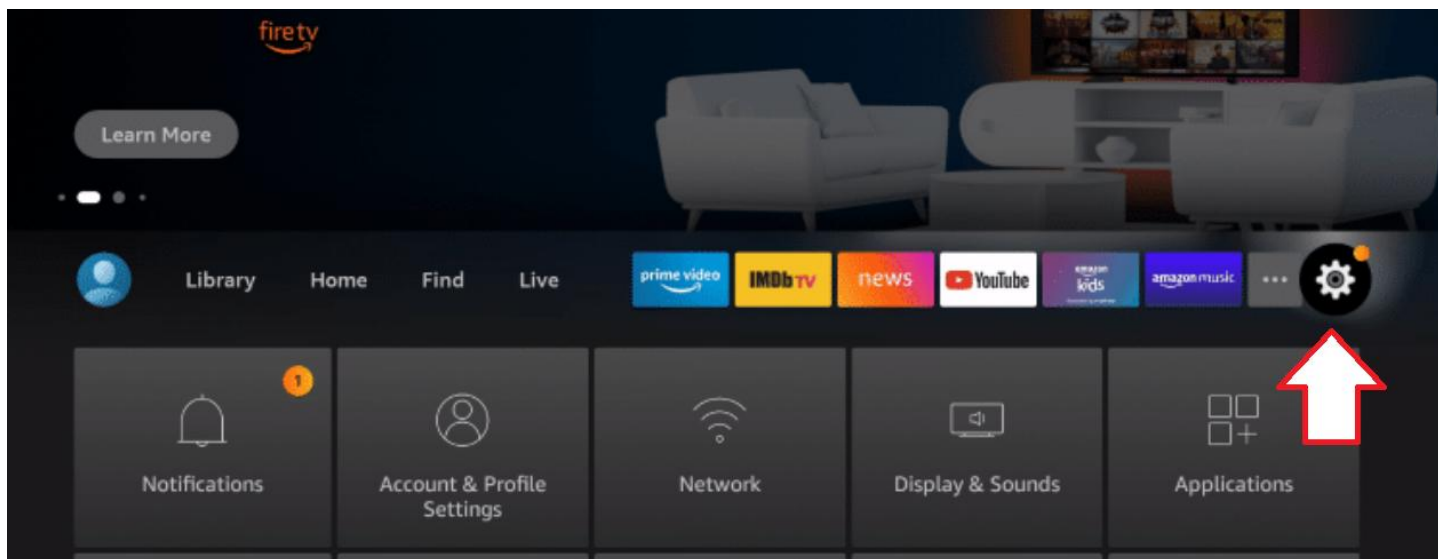 firetv
Learn More
Library Home Find Live prime video IMDb TV news YouTube amazon kids amazon music ...
1
Notifications
Account & Profile
Settings
Network
Display & Sounds
Applications